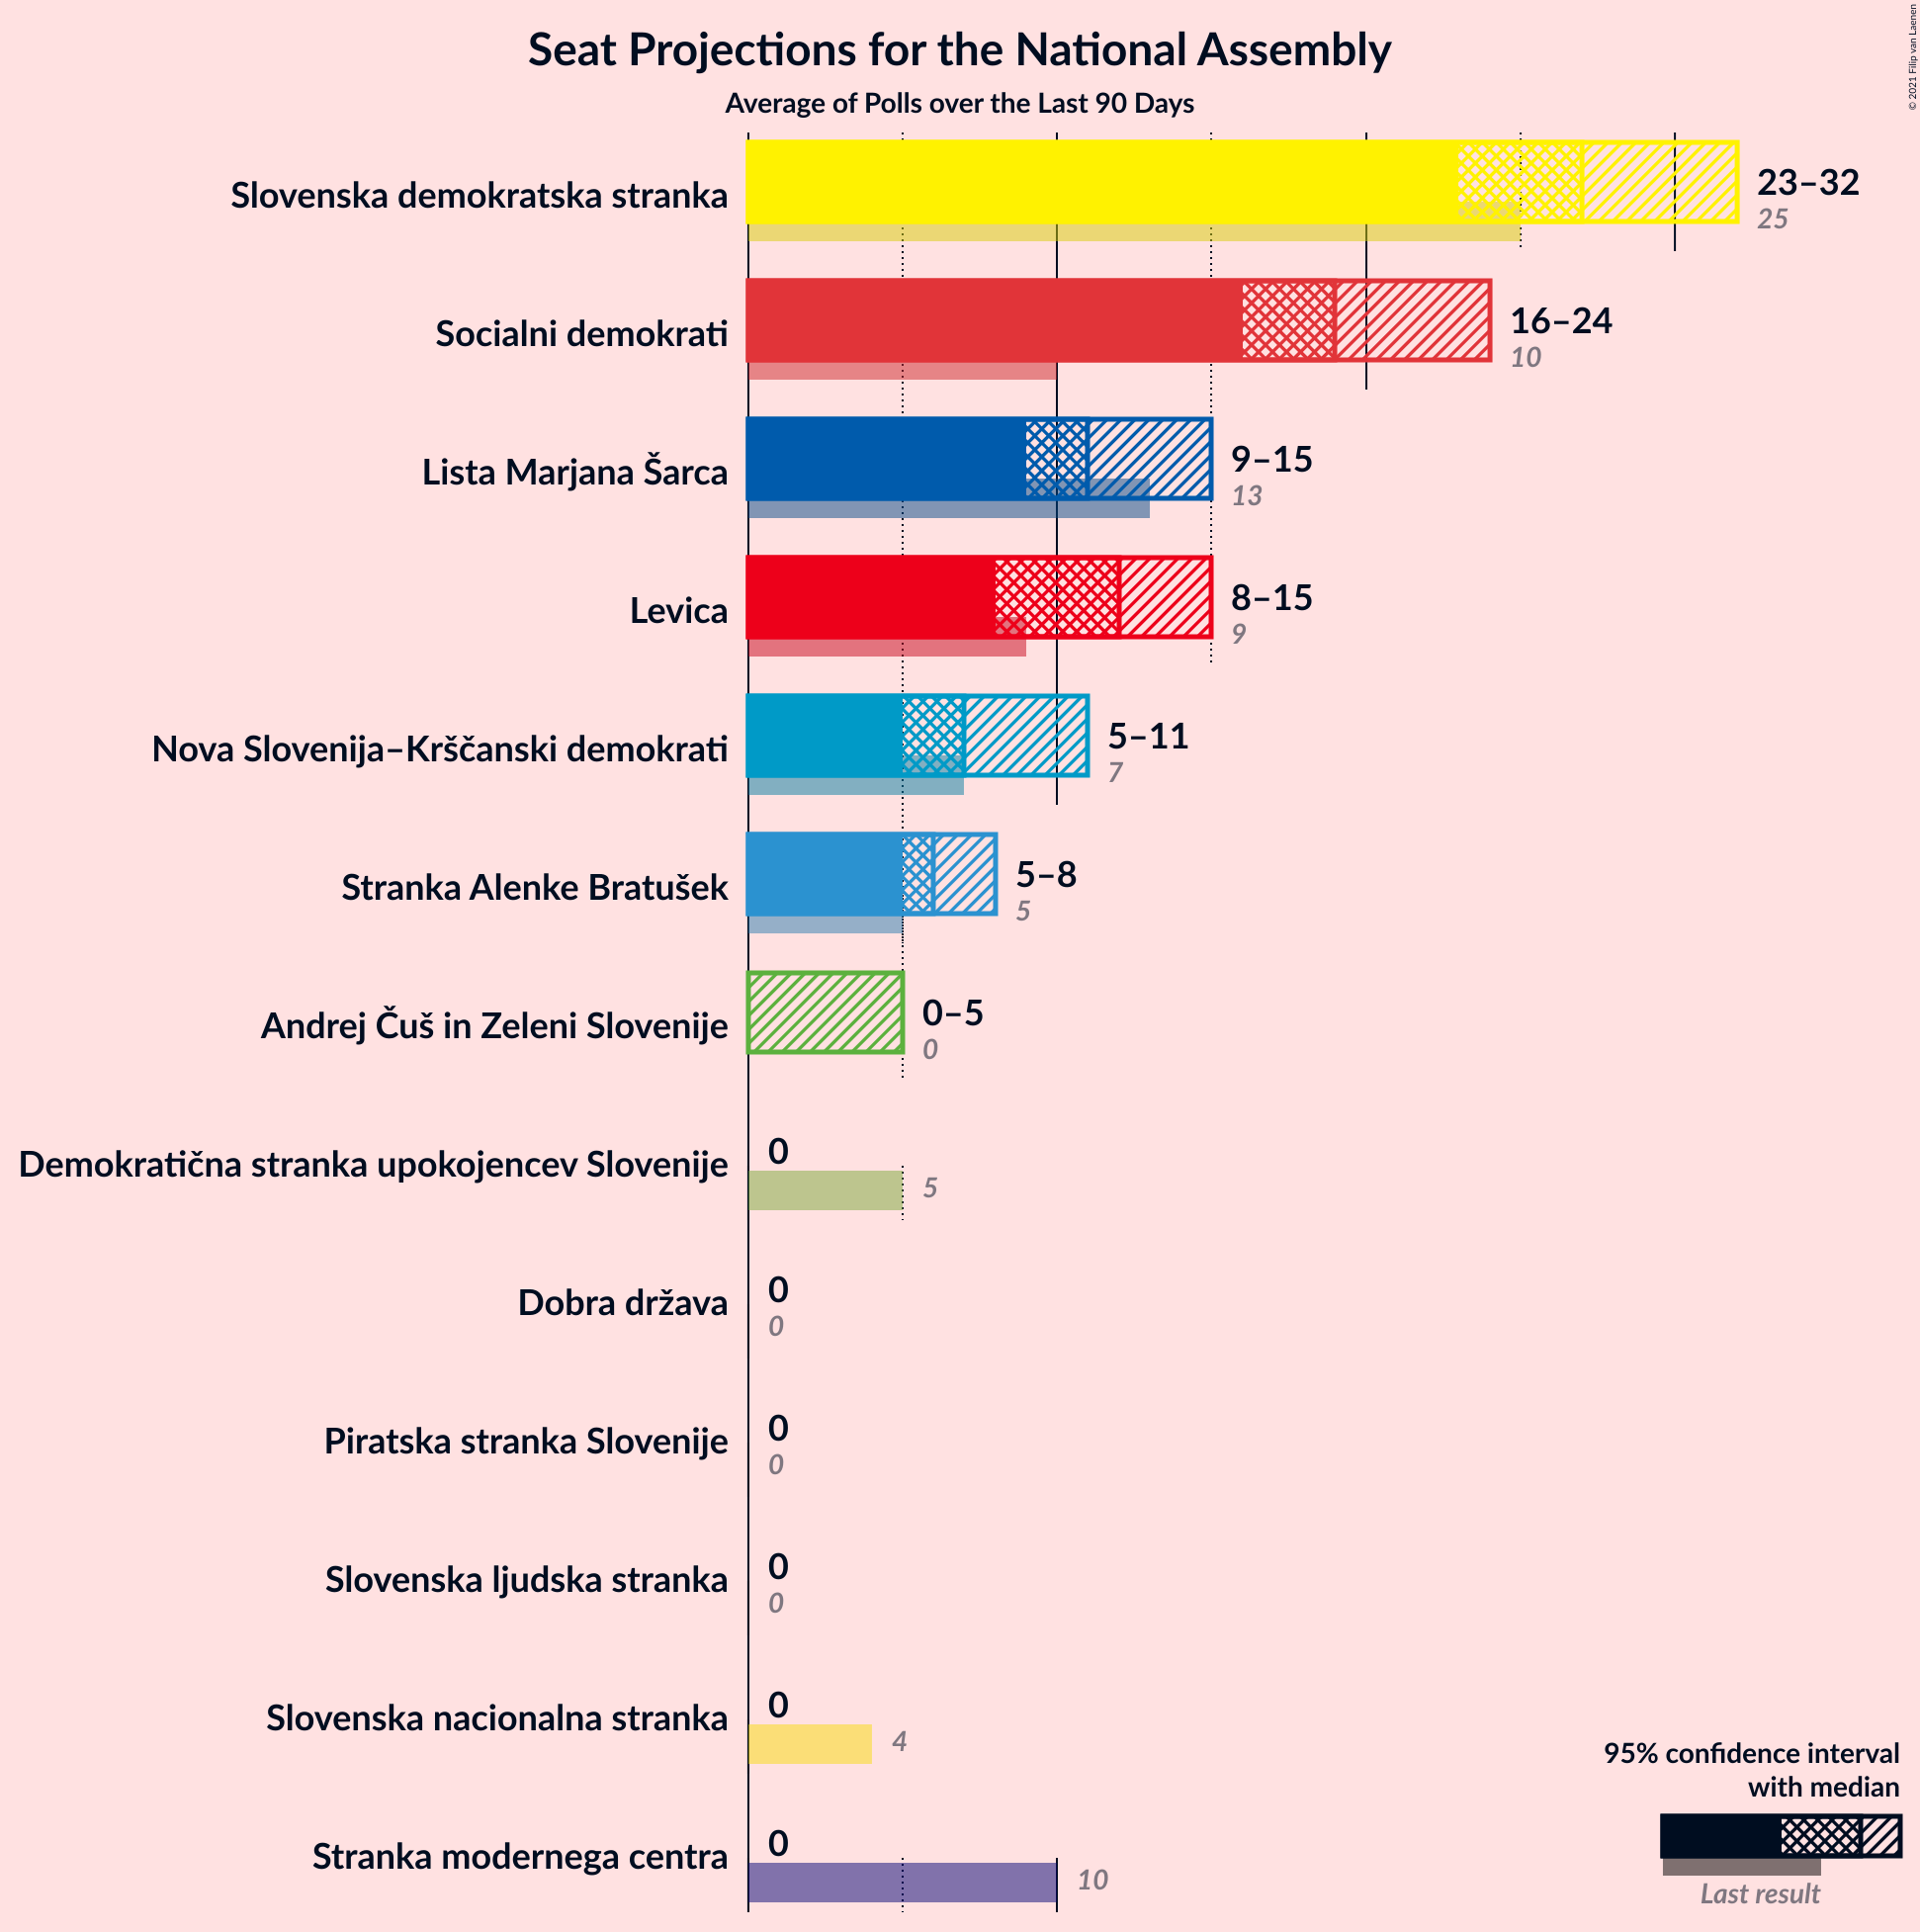 Seat Projections for the National Assembly
Average of Polls over the Last 90 Days
© 2021 Filip van Laenen
Slovenska demokratska stranka
23–32
25
Socialni demokrati
16–24
10
Lista Marjana Šarca
9–15
13
Levica
8–15
9
Nova Slovenija–Krščanski demokrati
5–11
7
Stranka Alenke Bratušek
5–8
5
Andrej Čuš in Zeleni Slovenije
0–5
0
Demokratična stranka upokojencev Slovenije
0
5
Dobra država
0
0
Piratska stranka Slovenije
0
0
Slovenska ljudska stranka
0
0
Slovenska nacionalna stranka
0
4
Stranka modernega centra
0
10
95% confidence interval
with median
Last result